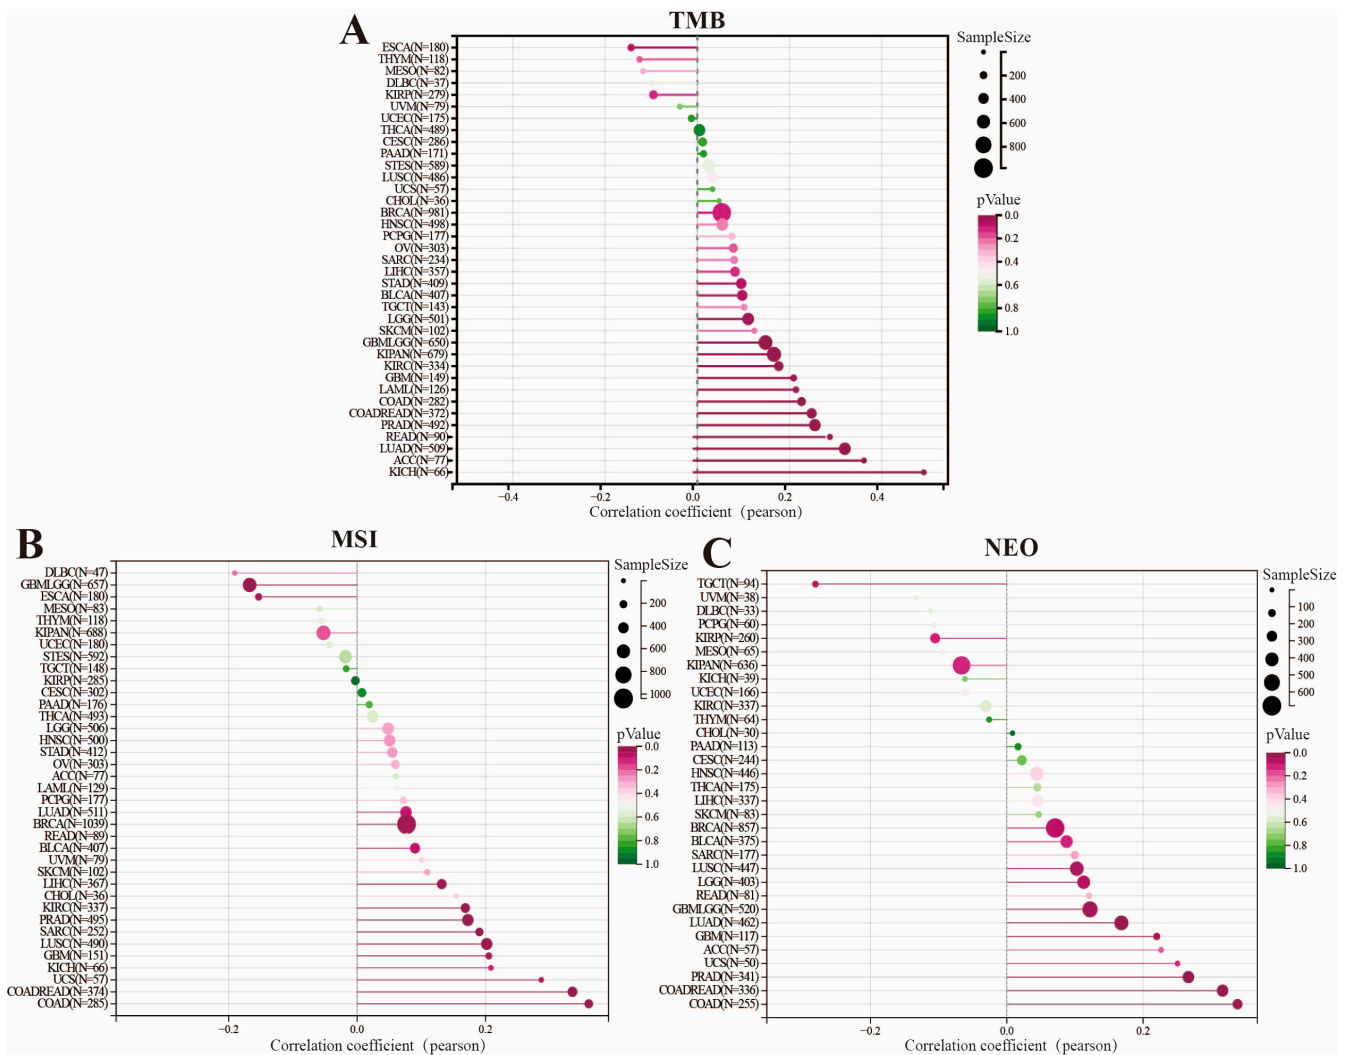 A
TMB
ESCA(N=180)
THYM(N=118)
MESO(N=82)
DLBC(N=37)
KIRP(N=279)
UVM(N=79)
UCEC(N=175)
THCA(N=489)
CESC(N=286)
PAAD(N=171)
STES(N=589)
LUSC(N=486)
UCS(N=57)
CHOL(N=36)
BRCA(N=981)
HNSC(N=498)
PCPG(N=177)
OV(N=303)
SARC(N=234)
LIHC(N=357)
STAD(N=409)
BLCA(N=407)
TGCT(N=143)
LGG(N=501)
SKCM(N=102)
GBMLGG(N=650)
KIPAN(N=679)
KIRC(N=334)
GBM(N=149)
LAML(N=126)
COAD(N=282)
COADREAD(N=372)
PRAD(N=492)
READ(N=90)
LUAD(N=509)
ACC(N=77)
KICH(N=66)
−0.4 −0.2 0.0 0.2 0.4
Correlation coefficient (pearson)
SampleSize
200
400
600
800
pValue
0.0
0.2
0.4
0.6
0.8
1.0
B
MSI
DLBC(N=47)
GBMLGG(N=657)
ESCA(N=180)
MESO(N=83)
THYM(N=118)
KIPAN(N=688)
UCEC(N=180)
STES(N=592)
TGCT(N=148)
KIRP(N=285)
CESC(N=302)
PAAD(N=176)
THCA(N=493)
LGG(N=506)
HNSC(N=500)
STAD(N=412)
OV(N=303)
ACC(N=77)
LAML(N=129)
PCPG(N=177)
LUAD(N=511)
BRCA(N=1039)
READ(N=89)
BLCA(N=407)
UVM(N=79)
SKCM(N=102)
LIHC(N=367)
CHOL(N=36)
KIRC(N=337)
PRAD(N=495)
SARC(N=252)
LUSC(N=490)
GBM(N=151)
KICH(N=66)
UCS(N=57)
COADREAD(N=374)
COAD(N=285)
−0.2 0.0 0.2
Correlation coefficient (pearson)
SampleSize
200
400
600
800
1000
pValue
0.0
0.2
0.4
0.6
0.8
1.0
C
NEO
TGCT(N=94)
UVM(N=38)
DLBC(N=33)
PCPG(N=60)
KIRP(N=260)
MESO(N=65)
KIPAN(N=636)
KICH(N=39)
UCEC(N=166)
KIRC(N=337)
THYM(N=64)
CHOL(N=30)
PAAD(N=113)
CESC(N=244)
HNSC(N=446)
THCA(N=175)
LIHC(N=337)
SKCM(N=83)
BRCA(N=857)
BLCA(N=375)
SARC(N=177)
LUSC(N=447)
LGG(N=403)
READ(N=81)
GBMLGG(N=520)
LUAD(N=462)
GBM(N=117)
ACC(N=57)
UCS(N=50)
PRAD(N=341)
COADREAD(N=336)
COAD(N=255)
−0.2 0.0 0.2
Correlation coefficient (pearson)
SampleSize
100
200
300
400
500
600
pValue
0.0
0.2
0.4
0.6
0.8
1.0